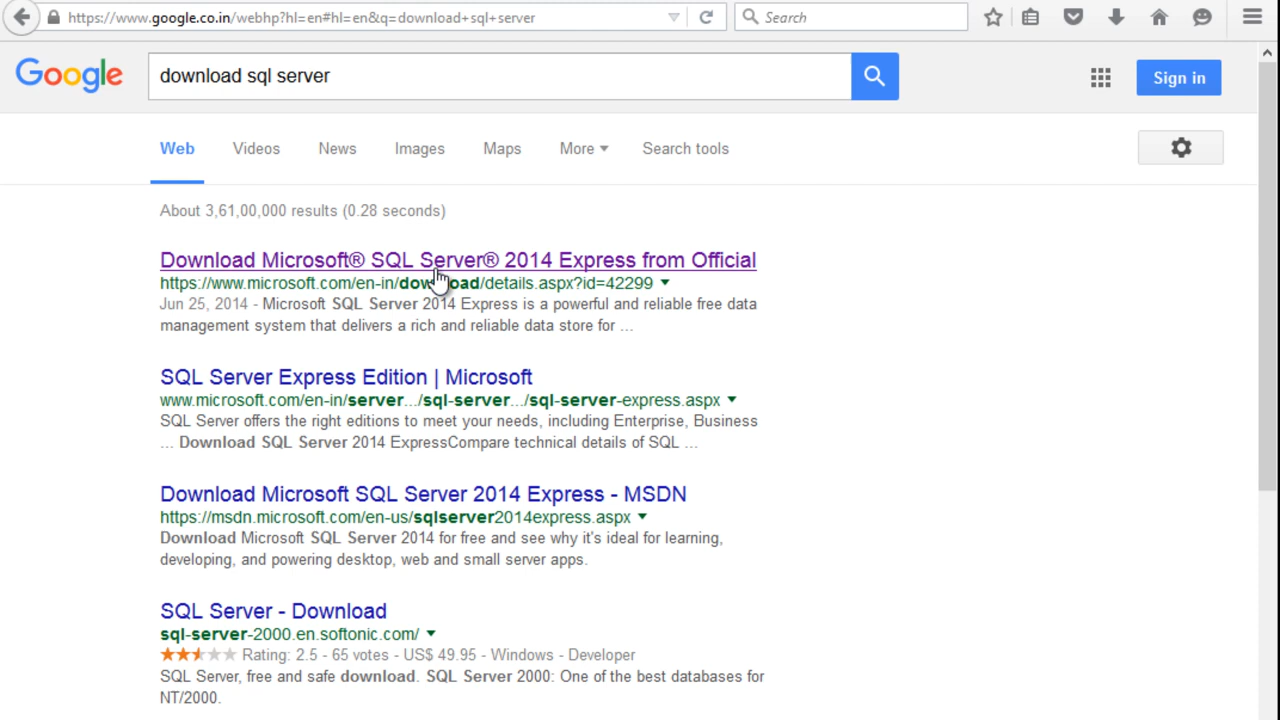 https://www.google.co.in/webhp?hl=en#hl=en&q=download+sql+server
Search
Google
download sql server
Sign in
Web Videos News Images Maps More Search tools
About 3,61,00,000 results (0.28 seconds)
Download Microsoft® SQL Server® 2014 Express from Official
https://www.microsoft.com/en-in/download/details.aspx?id=42299
Jun 25, 2014 - Microsoft SQL Server 2014 Express is a powerful and reliable free data
management system that delivers a rich and reliable data store for ...
SQL Server Express Edition | Microsoft
www.microsoft.com/en-in/server.../sql-server.../sql-server-express.aspx
SQL Server offers the right editions to meet your needs, including Enterprise, Business
... Download SQL Server 2014 ExpressCompare technical details of SQL ...
Download Microsoft SQL Server 2014 Express - MSDN
https://msdn.microsoft.com/en-us/sqlserver2014express.aspx
Download Microsoft SQL Server 2014 for free and see why it's ideal for learning,
developing, and powering desktop, web and small server apps.
SQL Server - Download
sql-server-2000.en.softonic.com/
Rating: 2.5 - 65 votes - US$ 49.95 - Windows - Developer
SQL Server, free and safe download. SQL Server 2000: One of the best databases for
NT/2000.